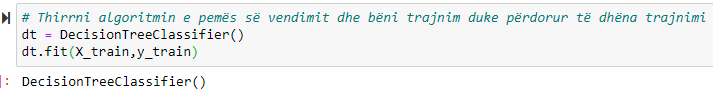 # Thirrni algoritmin e pemës së vendimit dhe bëni trajnim duke përdorur të dhëna trajnimi
dt = DecisionTreeClassifier()
dt.fit(X_train,y_train)
: DecisionTreeClassifier()